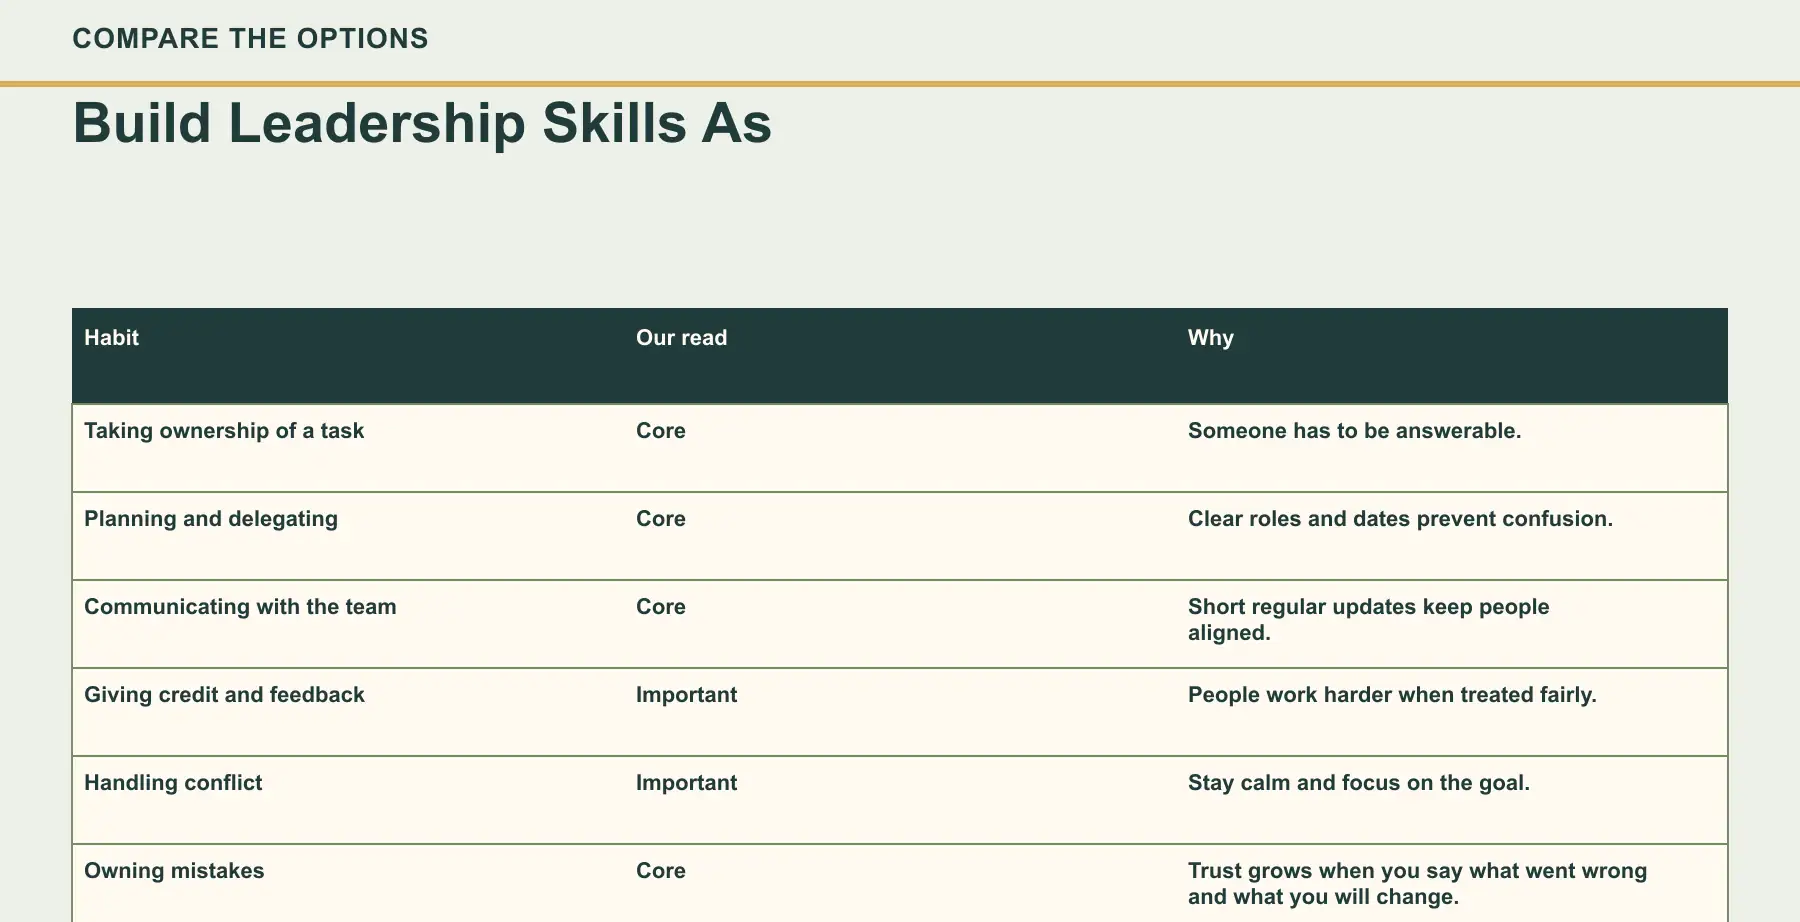 COMPARE THE OPTIONS
Build Leadership Skills As
Habit Our read Why
Taking ownership of a task Core Someone has to be answerable.
Planning and delegating Core Clear roles and dates prevent confusion.
Communicating with the team Core Short regular updates keep people
aligned.
Giving credit and feedback Important People work harder when treated fairly.
Handling conflict Important Stay calm and focus on the goal.
Owning mistakes Core Trust grows when you say what went wrong
and what you will change.